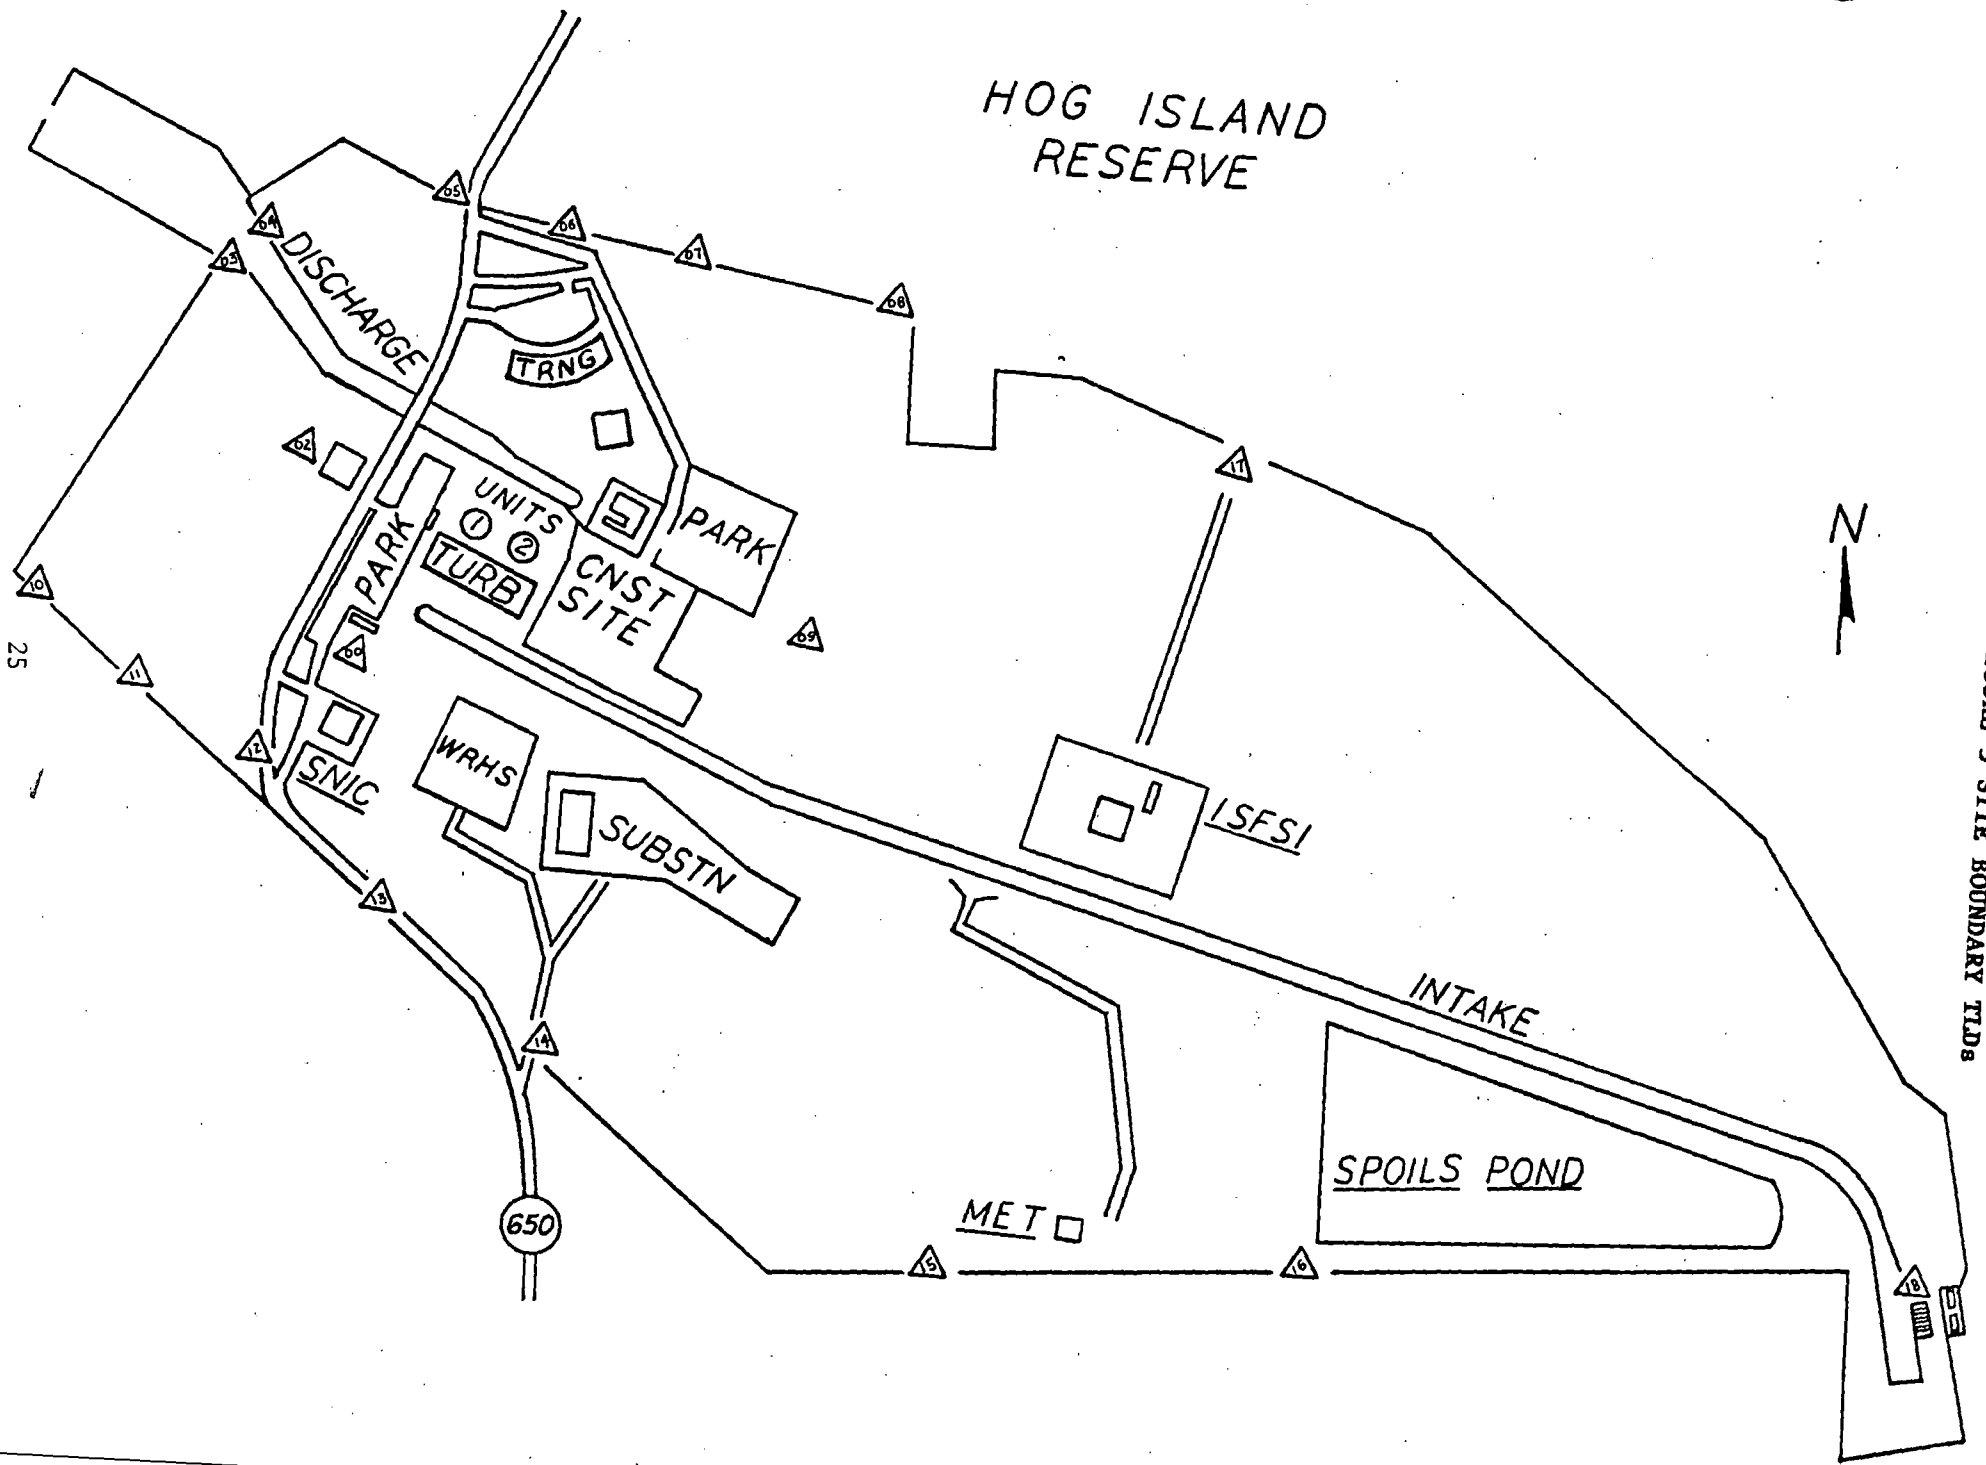 HOG ISLAND
RESERVE
05
04
06
03
07
DISCHARGE
08
TRNG
02
17
UNITS
1
2
PARK
PARK
TURB
CNST
SITE
N
10
09
00
11
25
12
SNIC
WRHS
SUBSTN
ISFSI
13
INTAKE
14
SPOILS POND
650
MET
15
16
18
SITE BOUNDARY TLDs